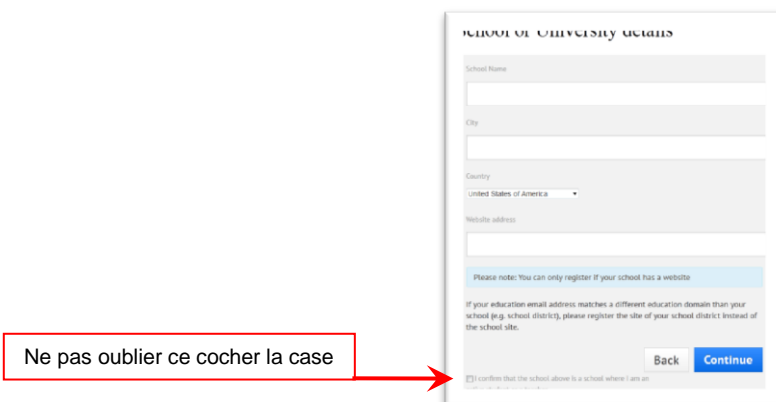 School or University details
School Name
City
Country
United States of America
Website address
Please note: You can only register if your school has a website
If your education email address matches a different education domain than your
school (e.g. school district), please register the site of your school district instead of
the school site.
Ne pas oublier ce cocher la case
Back Continue
I confirm that the school above is a school where I am an